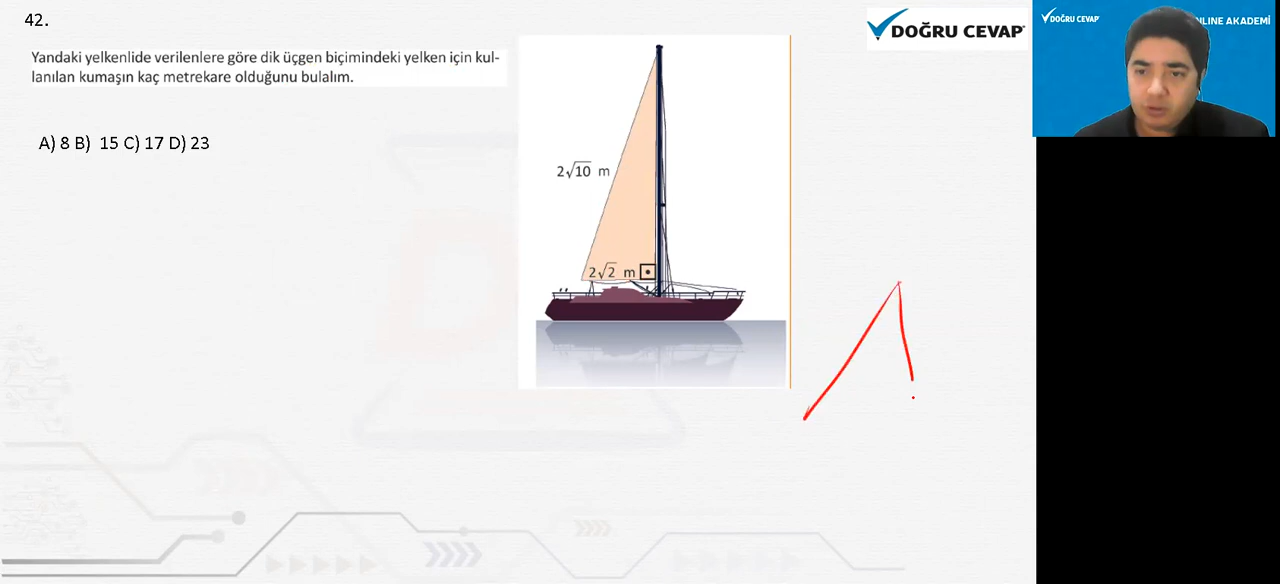 42.
Yandaki yelkenlide verilenlere göre dik üçgen biçimindeki yelken için kul-
lanılan kumaşın kaç metrekare olduğunu bulalım.
A) 8 B) 15 C) 17 D) 23
2√10 m
2√2 m
DOĞRU CEVAP
DOĞRU CEVAP
NLINE AKADEMİ